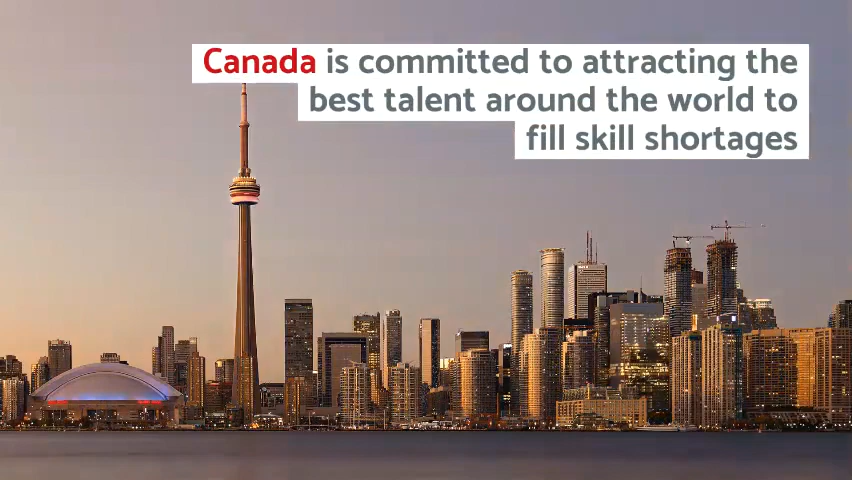 Canada is committed to attracting the
best talent around the world to
fill skill shortages